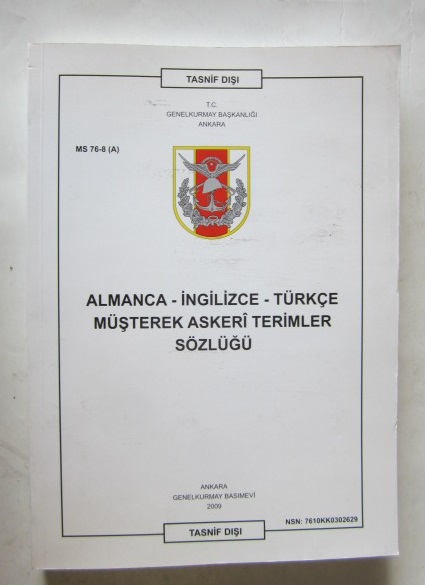 TASNİF DIŞI
T.C.
GENELKURMAY BAŞKANLIĞI
ANKARA
MS 76-8 (A)
ALMANCA - İNGİLİZCE - TÜRKÇE
MÜŞTEREK ASKERÎ TERİMLER
SÖZLÜĞÜ
ANKARA
GENELKURMAY BASIMEVİ
2009
NSN: 7610KK0302629
TASNİF DIŞI